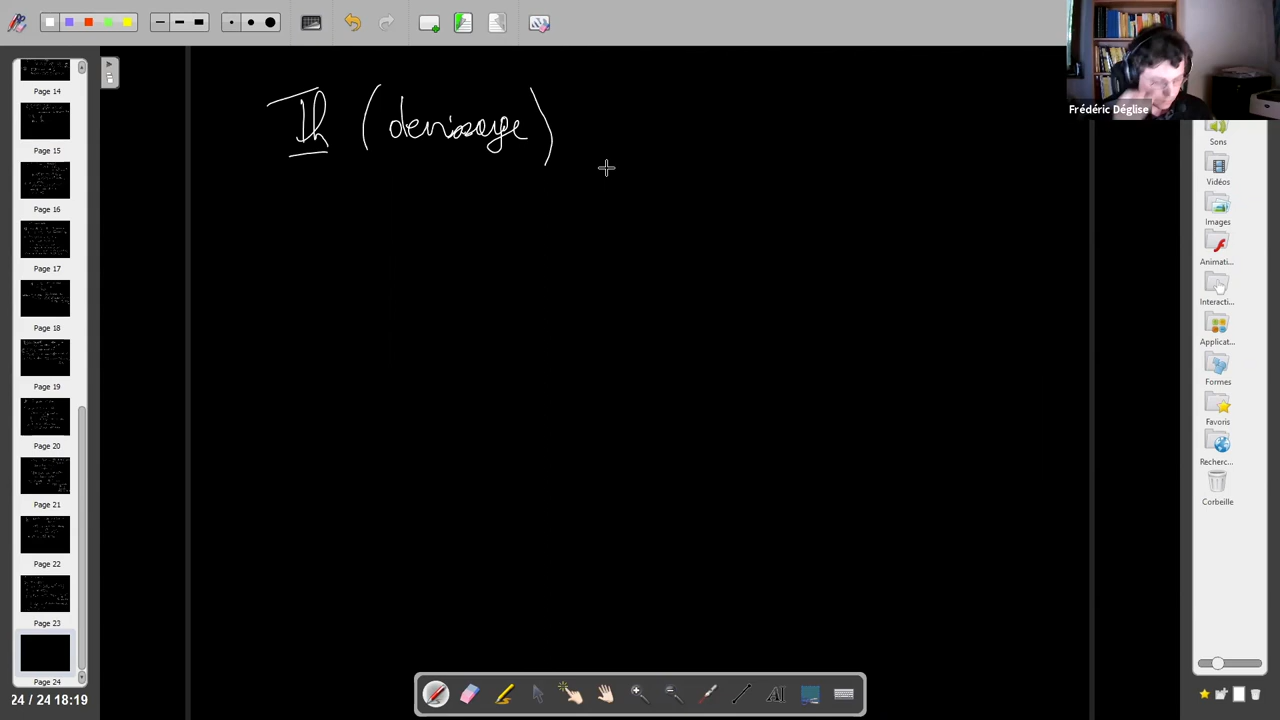 Th (devissage)
Frédéric Déglise
Page 14
Page 15
Page 16
Page 17
Page 18
Page 19
Page 20
Page 21
Page 22
Page 23
Page 24
24 / 24 18:19
Sons
Vidéos
Images
Animati...
Interacti...
Applicat...
Formes
Favoris
Recherc...
Corbeille
AI